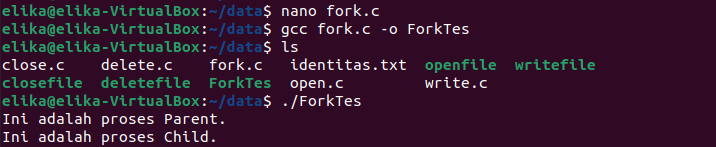 elika@elika-VirtualBox:~/data$ nano fork.c
elika@elika-VirtualBox:~/data$ gcc fork.c -o ForkTes
elika@elika-VirtualBox:~/data$ ls
close.c delete.c fork.c identitas.txt openfile writefile
closefile deletefile ForkTes open.c write.c
elika@elika-VirtualBox:~/data$ ./ForkTes
Ini adalah proses Parent.
Ini adalah proses Child.